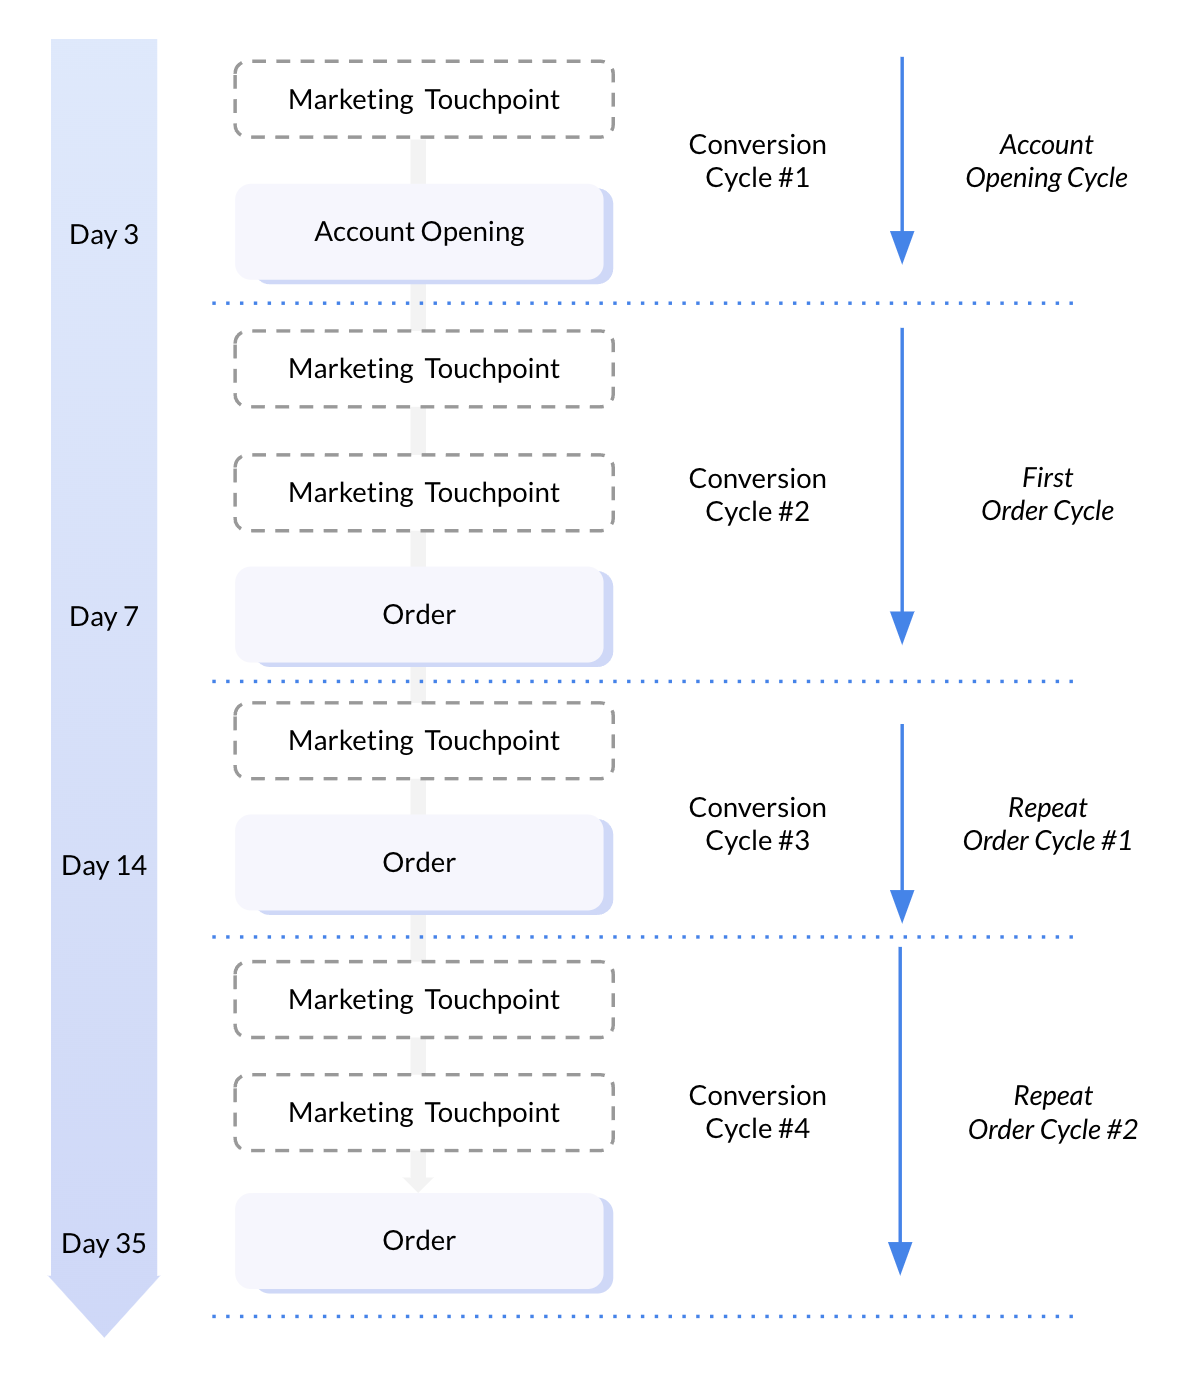 Marketing Touchpoint
Conversion
Cycle #1
Account
Opening Cycle
Day 3
Account Opening
Marketing Touchpoint
Marketing Touchpoint
Conversion
Cycle #2
First
Order Cycle
Day 7
Order
Marketing Touchpoint
Conversion
Cycle #3
Repeat
Order Cycle #1
Day 14
Order
Marketing Touchpoint
Marketing Touchpoint
Conversion
Cycle #4
Repeat
Order Cycle #2
Day 35
Order